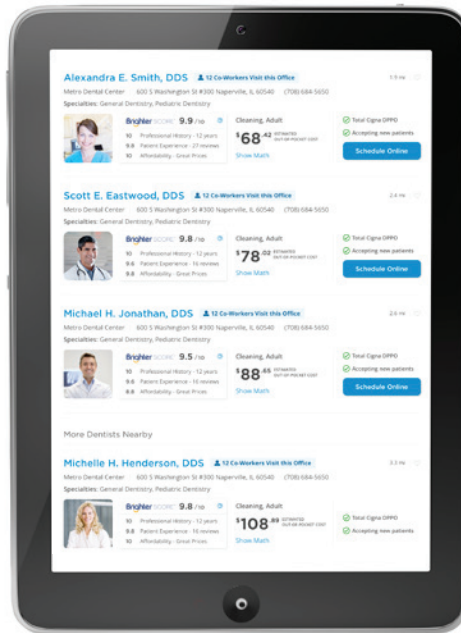 Alexandra E. Smith, DDS 12 Co-Workers Visit this Office 1.9 mi
Metro Dental Center 600 S Washington St #300 Naperville, IL 60540 (708) 684-5650
Specialties: General Dentistry, Pediatric Dentistry
Brighter SCORE 9.9 /10
10 Professional History - 12 years
9.8 Patient Experience - 27 reviews
10 Affordability - Great Prices
Cleaning, Adult
$68.42 ESTIMATED OUT-OF-POCKET COST
Show Math
Total Cigna DPPO
Accepting new patients
Schedule Online
Scott E. Eastwood, DDS 12 Co-Workers Visit this Office 2.4 mi
Metro Dental Center 600 S Washington St #300 Naperville, IL 60540 (708) 684-5650
Specialties: General Dentistry, Pediatric Dentistry
Brighter SCORE 9.8 /10
10 Professional History - 12 years
9.6 Patient Experience - 16 reviews
9.8 Affordability - Great Prices
Cleaning, Adult
$78.02 ESTIMATED OUT-OF-POCKET COST
Show Math
Total Cigna DPPO
Accepting new patients
Schedule Online
Michael H. Jonathan, DDS 12 Co-Workers Visit this Office 2.6 mi
Metro Dental Center 600 S Washington St #300 Naperville, IL 60540 (708) 684-5650
Specialties: General Dentistry, Pediatric Dentistry
Brighter SCORE 9.5 /10
10 Professional History - 12 years
9.6 Patient Experience - 16 reviews
8.8 Affordability - Great Prices
Cleaning, Adult
$88.65 ESTIMATED OUT-OF-POCKET COST
Show Math
Total Cigna DPPO
Accepting new patients
Schedule Online
More Dentists Nearby
Michelle H. Henderson, DDS 12 Co-Workers Visit this Office 3.3 mi
Metro Dental Center 600 S Washington St #300 Naperville, IL 60540 (708) 684-5650
Specialties: General Dentistry, Pediatric Dentistry
Brighter SCORE 9.8 /10
10 Professional History - 12 years
9.8 Patient Experience - 16 reviews
10 Affordability - Great Prices
Cleaning, Adult
$108.89 ESTIMATED OUT-OF-POCKET COST
Show Math
Total Cigna DPPO
Accepting new patients